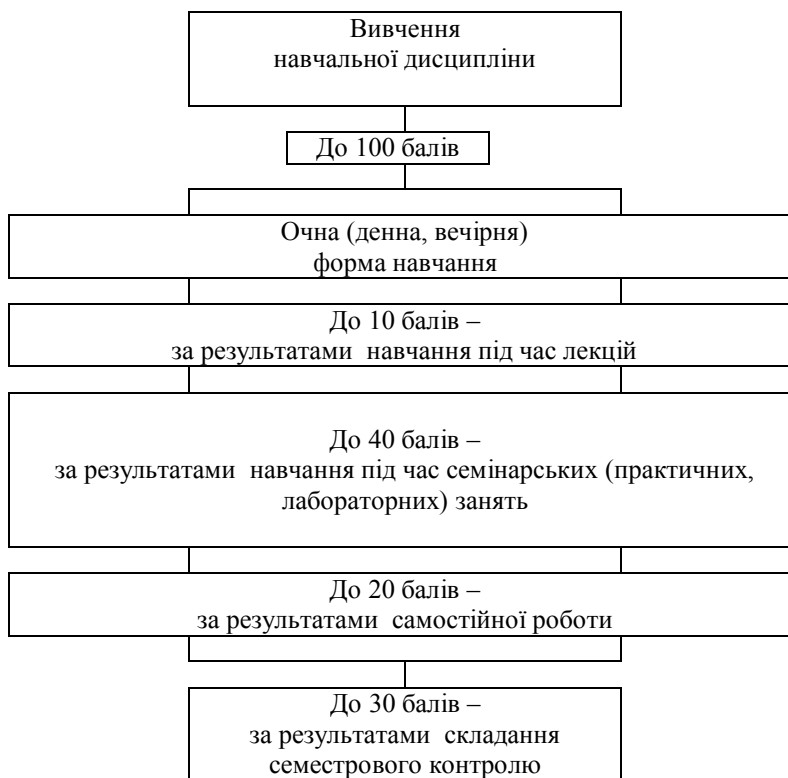 Вивчення
навчальної дисципліни
До 100 балів
Очна (денна, вечірня)
форма навчання
До 10 балів –
за результатами навчання під час лекцій
До 40 балів –
за результатами навчання під час семінарських (практичних,
лабораторних) занять
До 20 балів –
за результатами самостійної роботи
До 30 балів –
за результатами складання
семестрового контролю